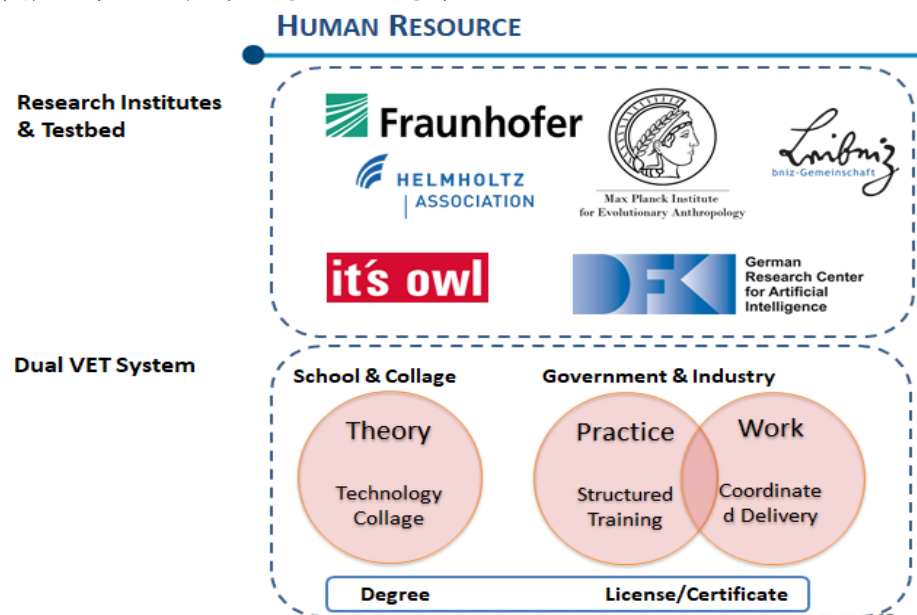 HUMAN RESOURCE
Research Institutes
& Testbed
Fraunhofer
HELMHOLTZ
ASSOCIATION
Max Planck Institute
for Evolutionary Anthropology
Leibniz
bniz-Gemeinschaft
it´s owl
DFK
German
Research Center
for Artificial
Intelligence
Dual VET System
School & Collage
Government & Industry
Theory
Technology
Collage
Practice
Structured
Training
Work
Coordinate
d Delivery
Degree
License/Certificate